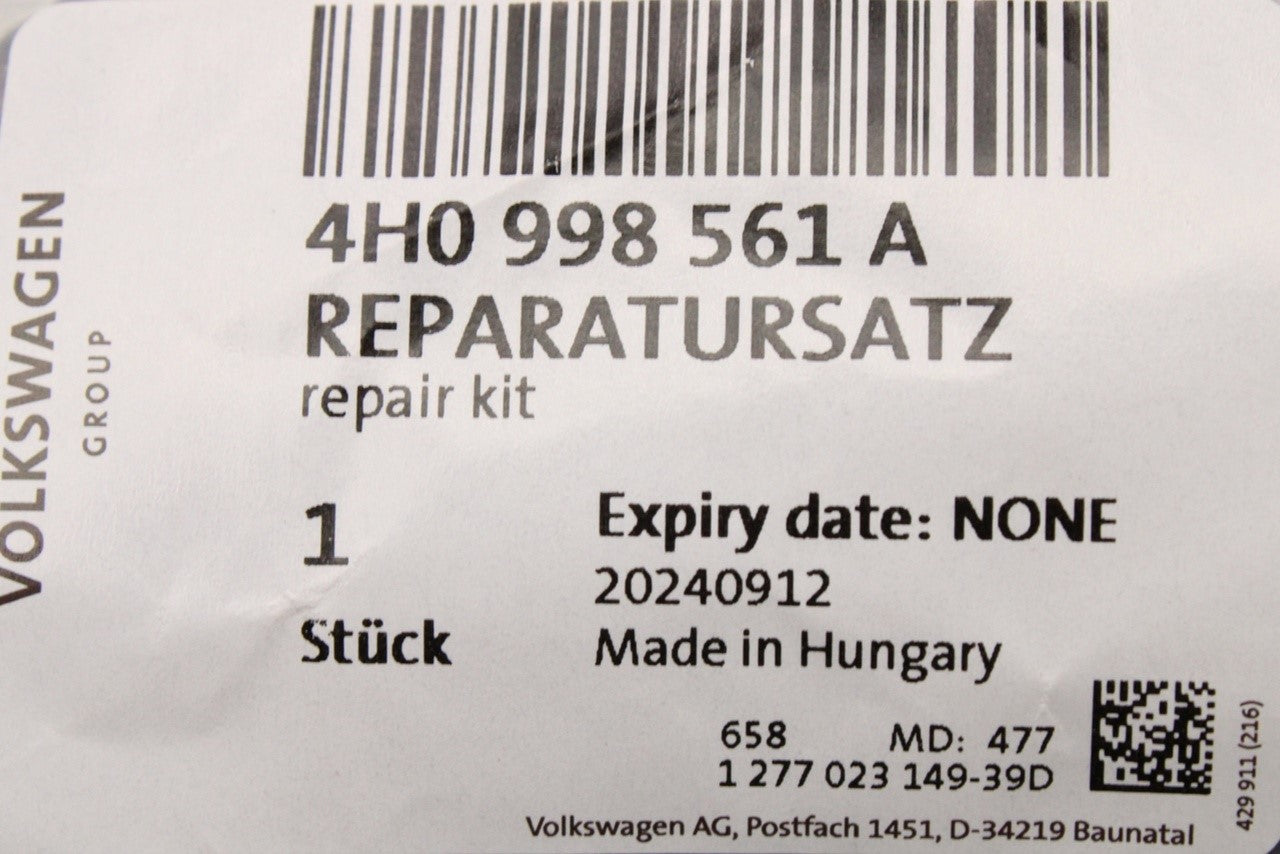 VOLKSWAGEN
GROUP
4H0 998 561 A
REPARATURSATZ
repair kit
1
Stück
Expiry date: NONE
20240912
Made in Hungary
658 MD: 477
1 277 023 149-39D
429 911 (216)
Volkswagen AG, Postfach 1451, D-34219 Baunatal